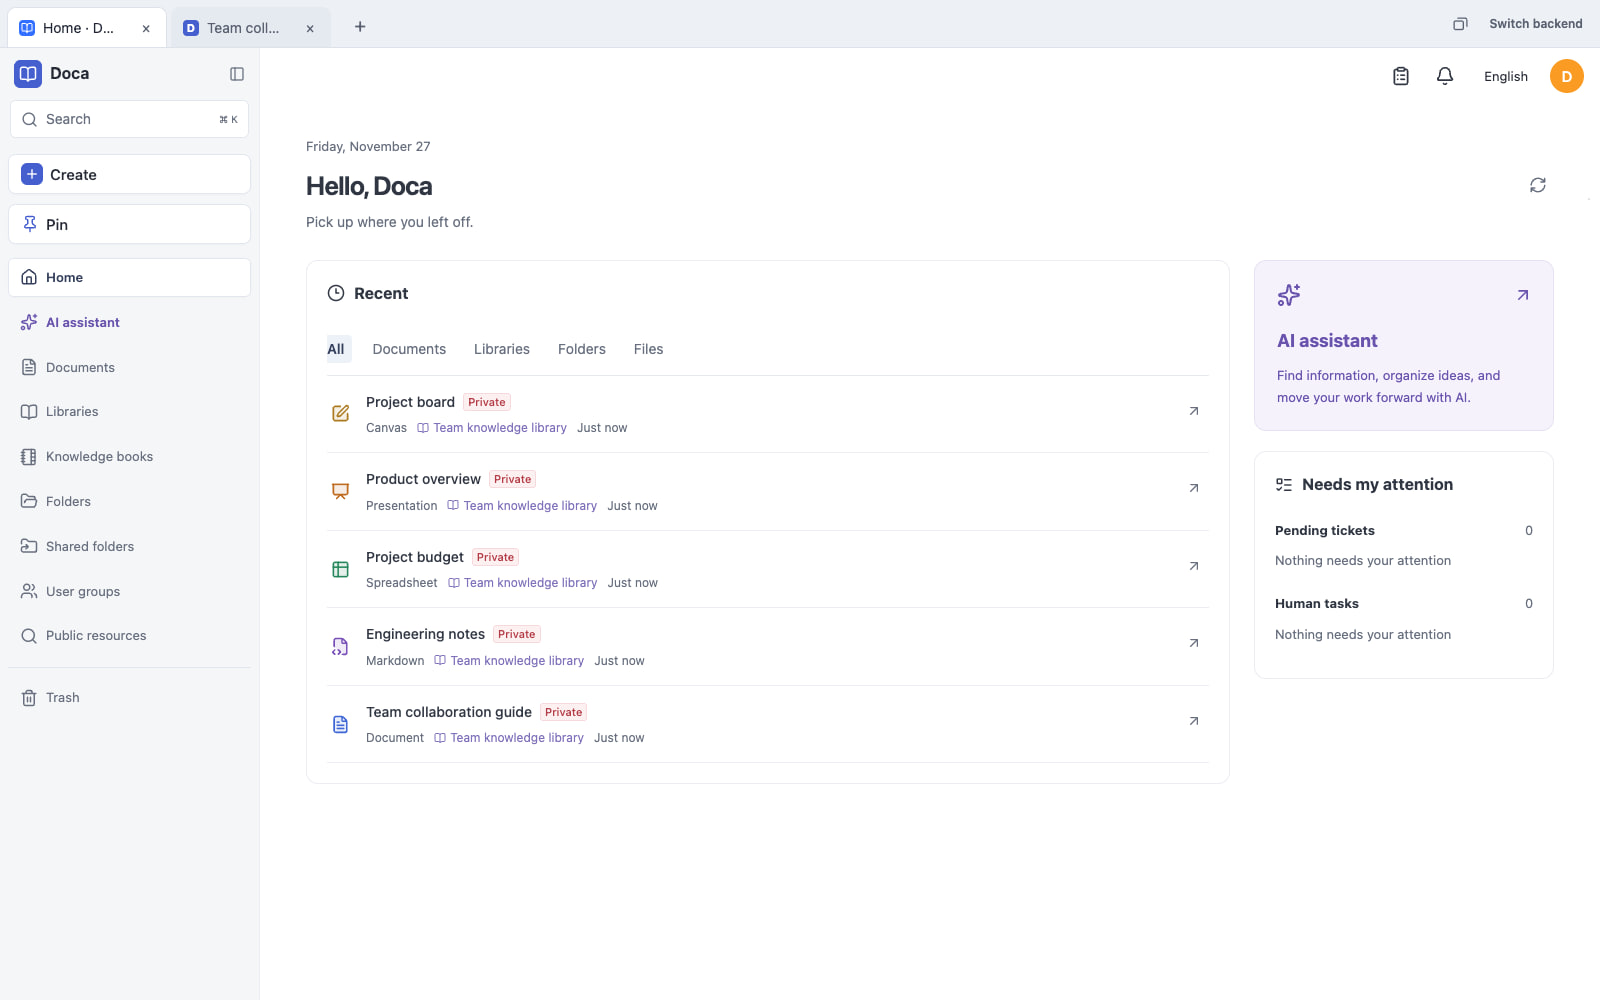 Home · D...
D Team coll...
Switch backend
Doca
English
D
Search ⌘ K
Create
Pin
Home
AI assistant
Documents
Libraries
Knowledge books
Folders
Shared folders
User groups
Public resources
Trash
Friday, November 27
Hello, Doca
Pick up where you left off.
Recent
All Documents Libraries Folders Files
Project board Private
Canvas Team knowledge library Just now
Product overview Private
Presentation Team knowledge library Just now
Project budget Private
Spreadsheet Team knowledge library Just now
Engineering notes Private
Markdown Team knowledge library Just now
Team collaboration guide Private
Document Team knowledge library Just now
AI assistant
Find information, organize ideas, and
move your work forward with AI.
Needs my attention
Pending tickets 0
Nothing needs your attention
Human tasks 0
Nothing needs your attention